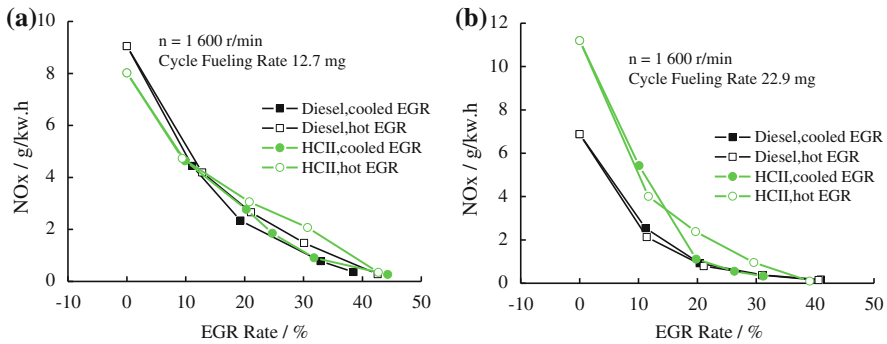 (a)
n = 1 600 r/min
Cycle Fueling Rate 12.7 mg
Diesel,cooled EGR
Diesel,hot EGR
HCII,cooled EGR
HCII,hot EGR
NOx / g/kw.h
10
8
6
4
2
0
-10 0 10 20 30 40 50
EGR Rate / %
(b)
n = 1 600 r/min
Cycle Fueling Rate 22.9 mg
Diesel,cooled EGR
Diesel,hot EGR
HCII,cooled EGR
HCII,hot EGR
NOx / g/kw.h
12
10
8
6
4
2
0
-10 0 10 20 30 40 50
EGR Rate / %